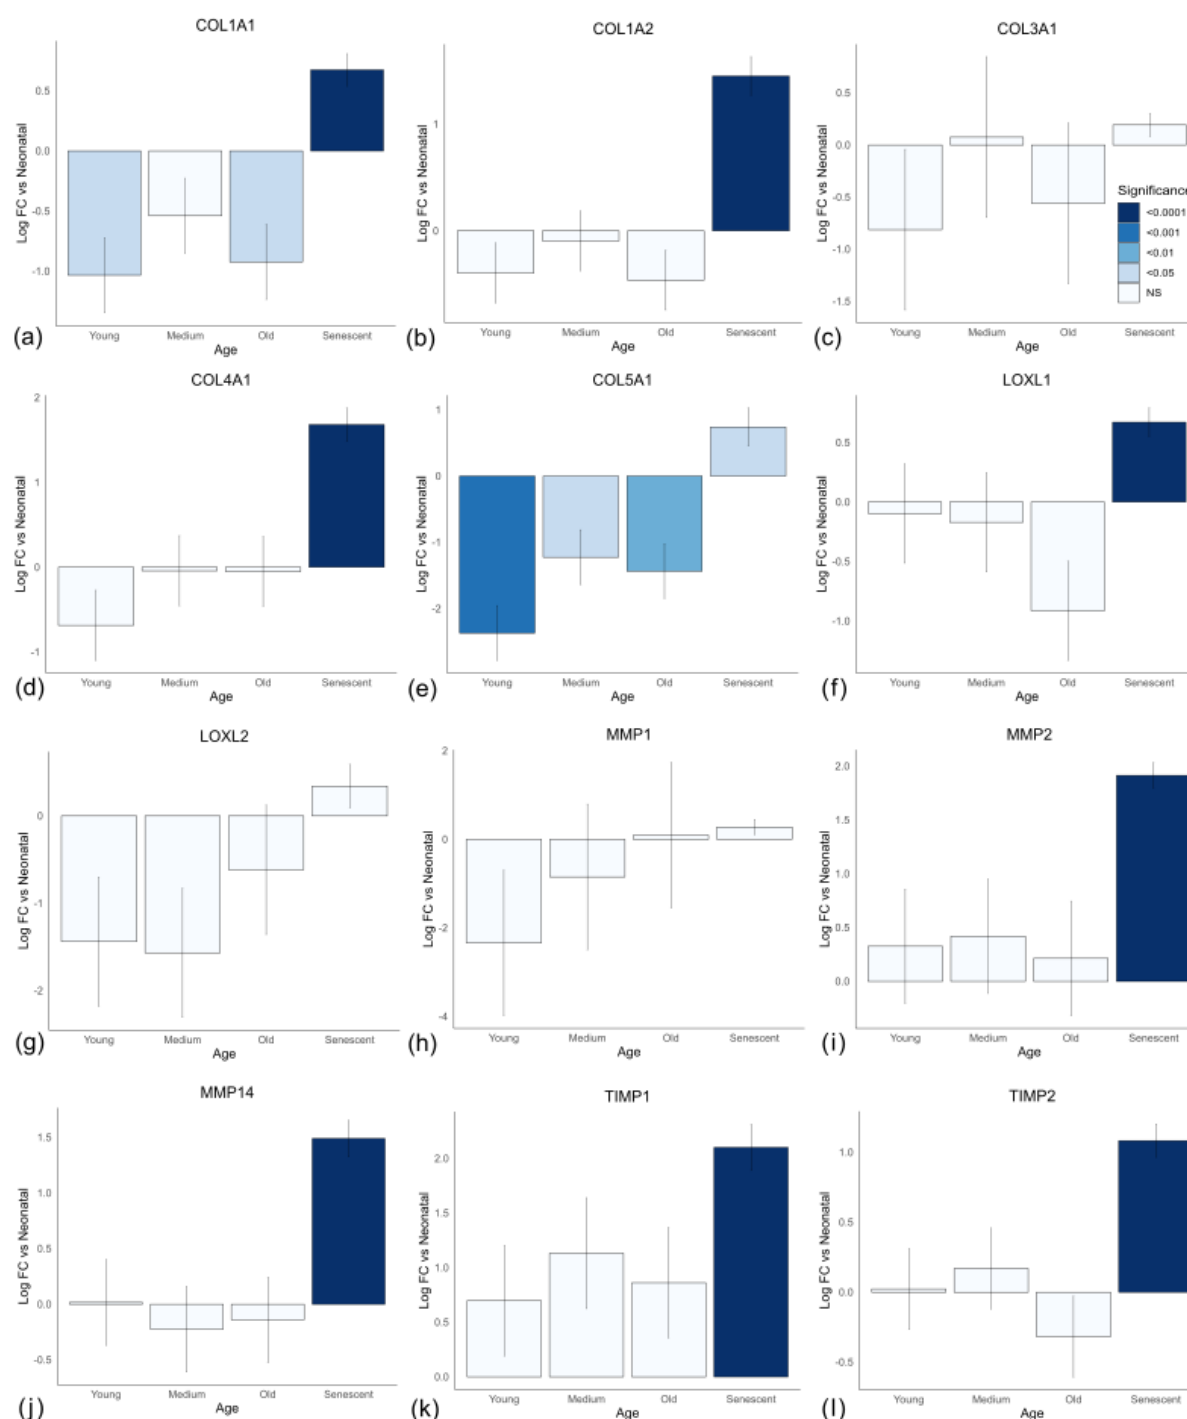 COL1A1
Log FC vs Neonatal
0.5
0.0
-0.5
-1.0
Young Medium Old Senescent
Age
(a)
COL1A2
Log FC vs Neonatal
1
0
Young Medium Old Senescent
Age
(b)
COL3A1
Log FC vs Neonatal
0.5
0.0
-0.5
-1.0
-1.5
Significance
<0.0001
<0.001
<0.01
<0.05
NS
Young Medium Old Senescent
Age
(c)
COL4A1
Log FC vs Neonatal
2
1
0
-1
Young Medium Old Senescent
Age
(d)
COL5A1
Log FC vs Neonatal
1
0
-1
-2
Young Medium Old Senescent
Age
(e)
LOXL1
Log FC vs Neonatal
0.5
0.0
-0.5
-1.0
Young Medium Old Senescent
Age
(f)
LOXL2
Log FC vs Neonatal
0
-1
-2
Young Medium Old Senescent
Age
(g)
MMP1
Log FC vs Neonatal
2
0
-2
-4
Young Medium Old Senescent
Age
(h)
MMP2
Log FC vs Neonatal
2.0
1.5
1.0
0.5
0.0
Young Medium Old Senescent
Age
(i)
MMP14
Log FC vs Neonatal
1.5
1.0
0.5
0.0
-0.5
Young Medium Old Senescent
Age
(j)
TIMP1
Log FC vs Neonatal
2.0
1.5
1.0
0.5
0.0
Young Medium Old Senescent
Age
(k)
TIMP2
Log FC vs Neonatal
1.0
0.5
0.0
-0.5
Young Medium Old Senescent
Age
(l)